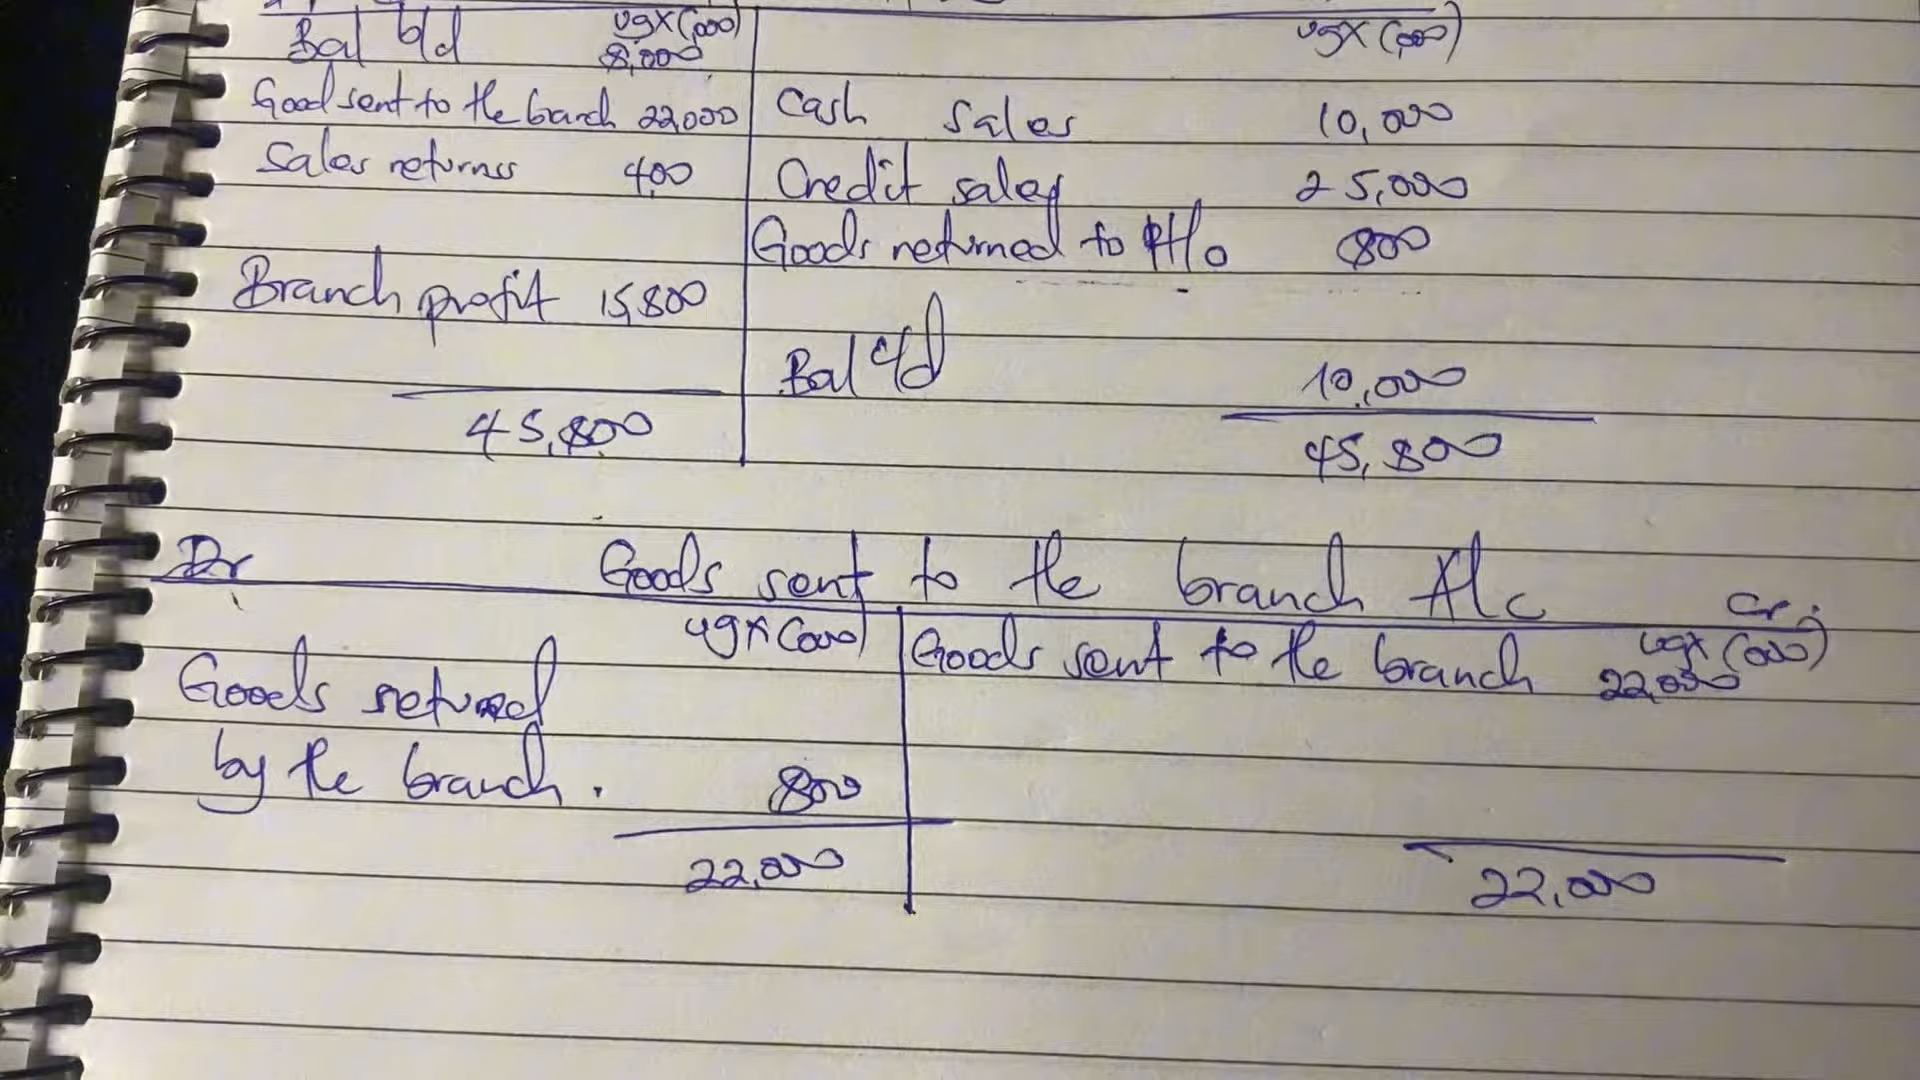 Bal b/d ugx (,000) ugx (,000)
8,000
Good sent to the branch 22,000 Cash Sales 10,000
Sales returns 400 Credit sales 25,000
Goods returned to H/o 800
Branch profit 15,800
Bal c/d 10,000
45,800 45,800
Dr Goods sent to the branch A/c Cr.
ugx (000) Goods sent to the branch ugx (000)
22,000
Goods returned
by the branch. 800
22,000 22,000